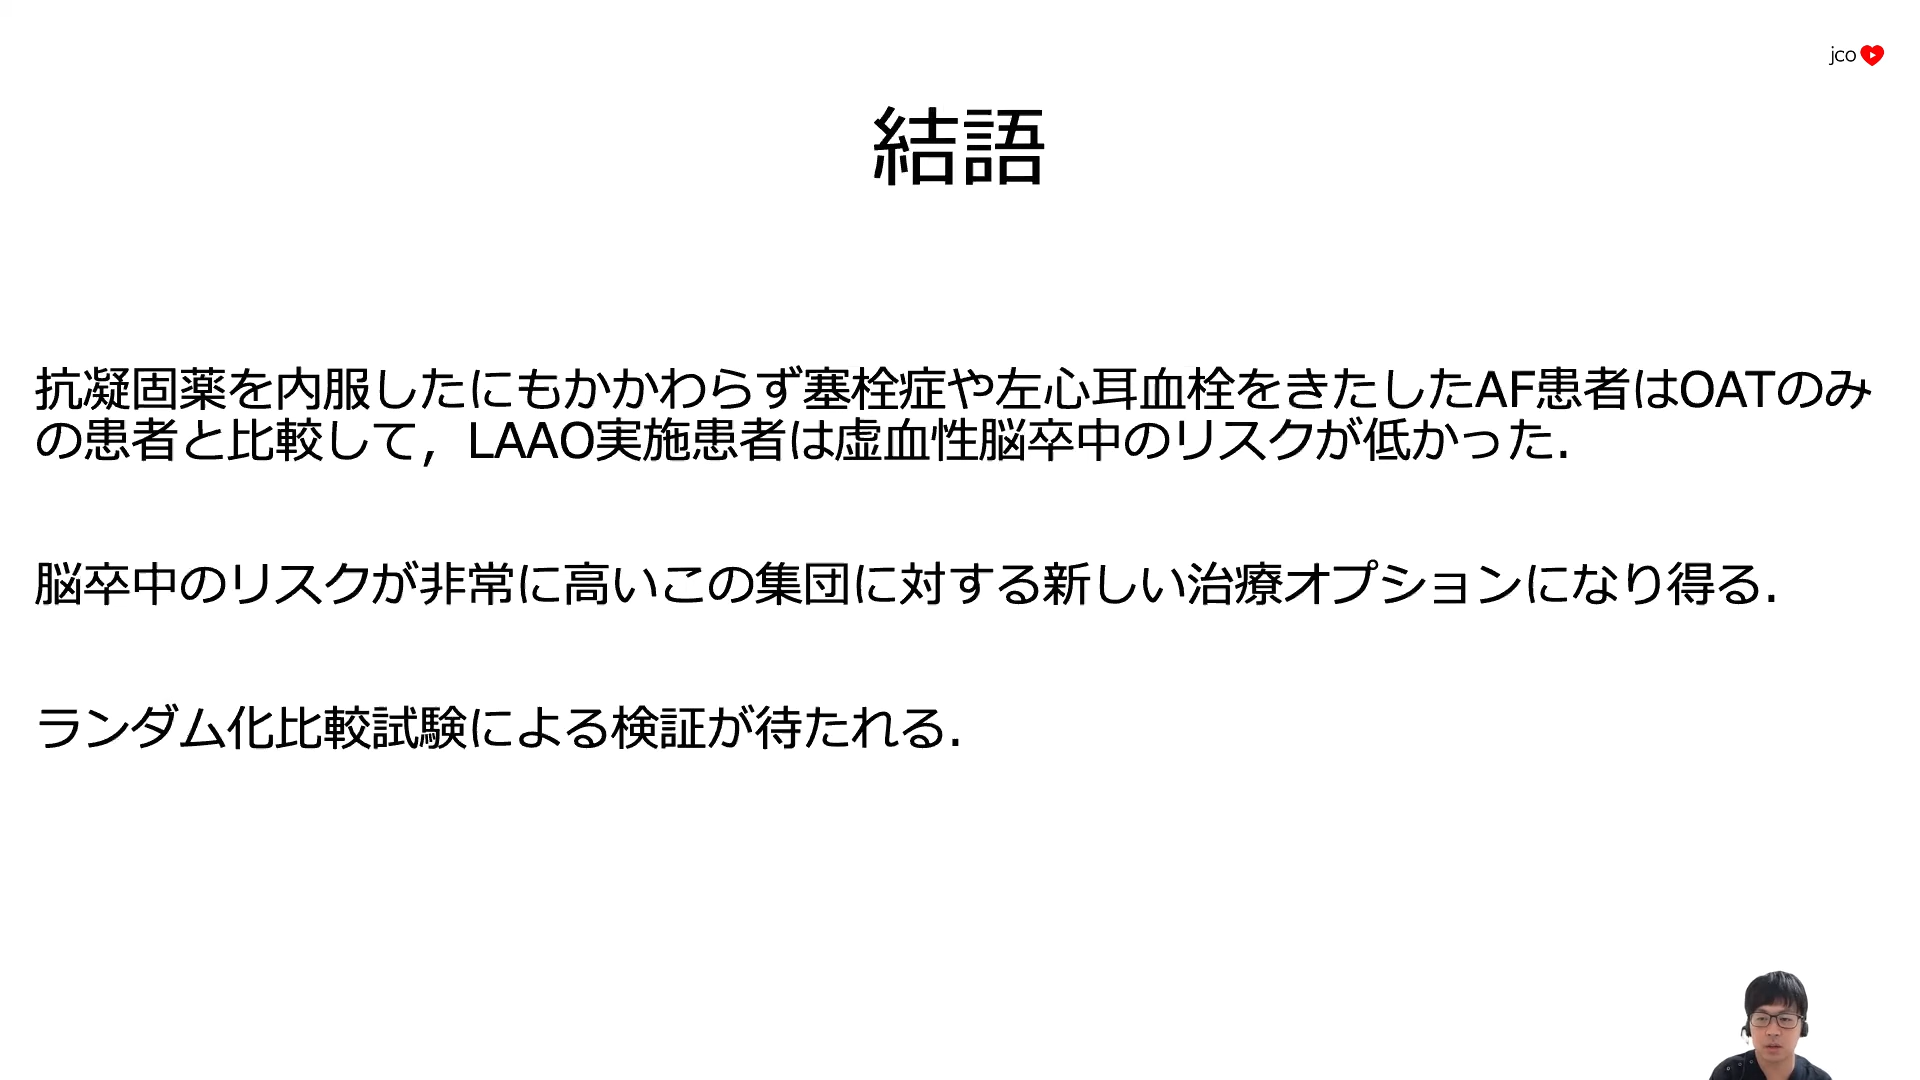 jco
結語
抗凝固薬を内服したにもかかわらず塞栓症や左心耳血栓をきたしたAF患者はOATのみ
の患者と比較して，LAAO実施患者は虚血性脳卒中のリスクが低かった．
脳卒中のリスクが非常に高いこの集団に対する新しい治療オプションになり得る．
ランダム化比較試験による検証が待たれる．